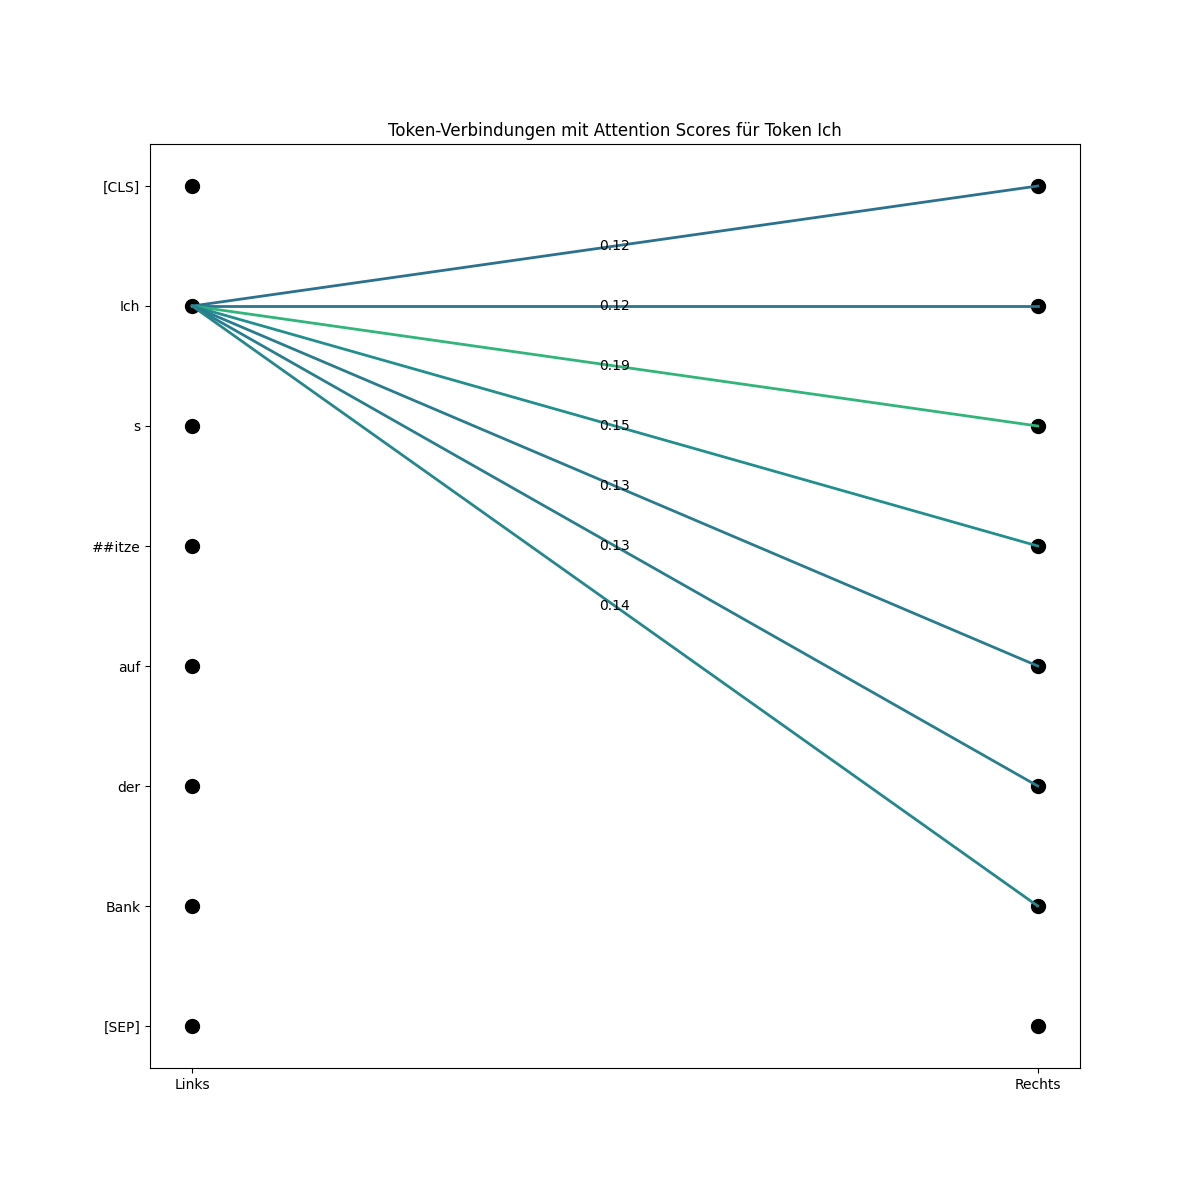 Token-Verbindungen mit Attention Scores für Token Ich
[CLS]
0.12
Ich
0.12
0.19
s
0.15
0.13
##itze
0.13
0.14
auf
der
Bank
[SEP]
Links
Rechts